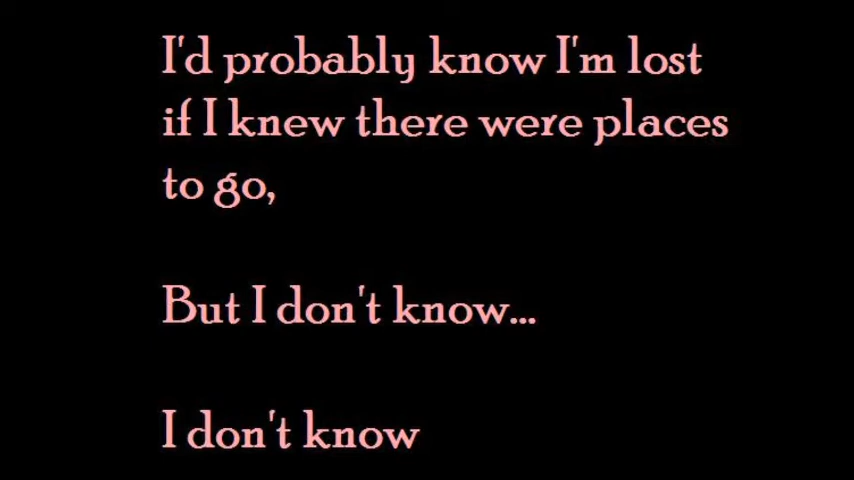 I'd probably know I'm lost
if I knew there were places
to go,
But I don't know...
I don't know